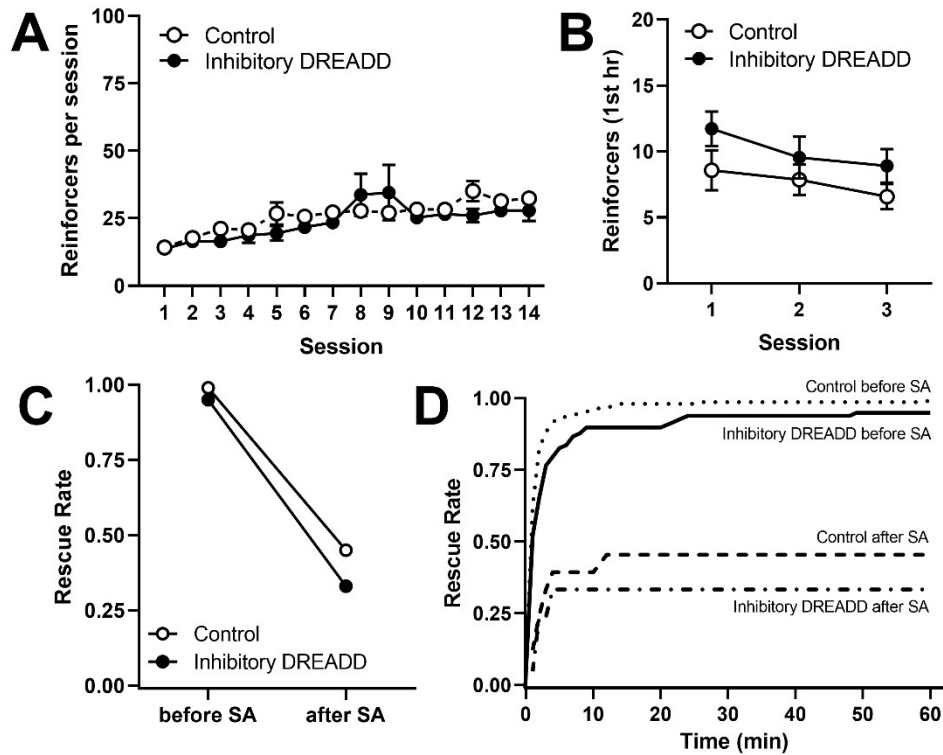 A
Control
Inhibitory DREADD
Reinforcers per session
100
75
50
25
0
1 2 3 4 5 6 7 8 9 10 11 12 13 14
Session
B
Control
Inhibitory DREADD
Reinforcers (1st hr)
20
15
10
5
0
1 2 3
Session
C
Rescue Rate
1.00
0.75
0.50
0.25
0.00
Control
Inhibitory DREADD
before SA after SA
D
Rescue Rate
1.00
0.75
0.50
0.25
0.00
Control before SA
Inhibitory DREADD before SA
Control after SA
Inhibitory DREADD after SA
0 10 20 30 40 50 60
Time (min)